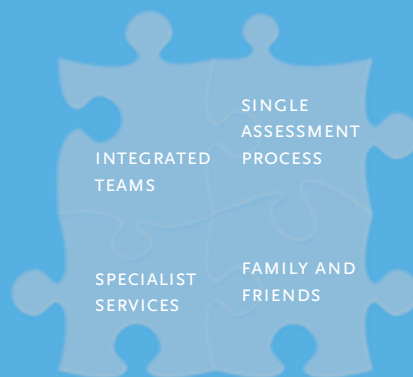 INTEGRATED
TEAMS
SINGLE
ASSESSMENT
PROCESS
SPECIALIST
SERVICES
FAMILY AND
FRIENDS